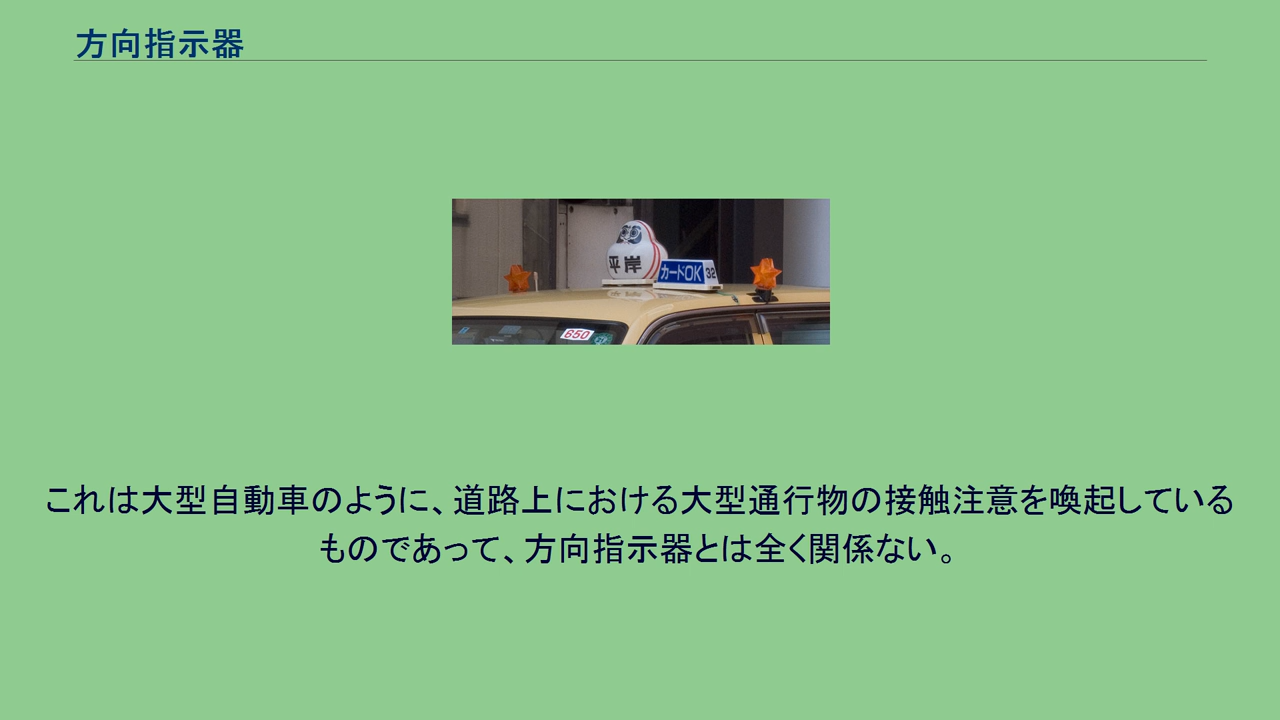 方向指示器
平岸
カードOK 32
650
これは大型自動車のように、道路上における大型通行物の接触注意を喚起している
ものであって、方向指示器とは全く関係ない。